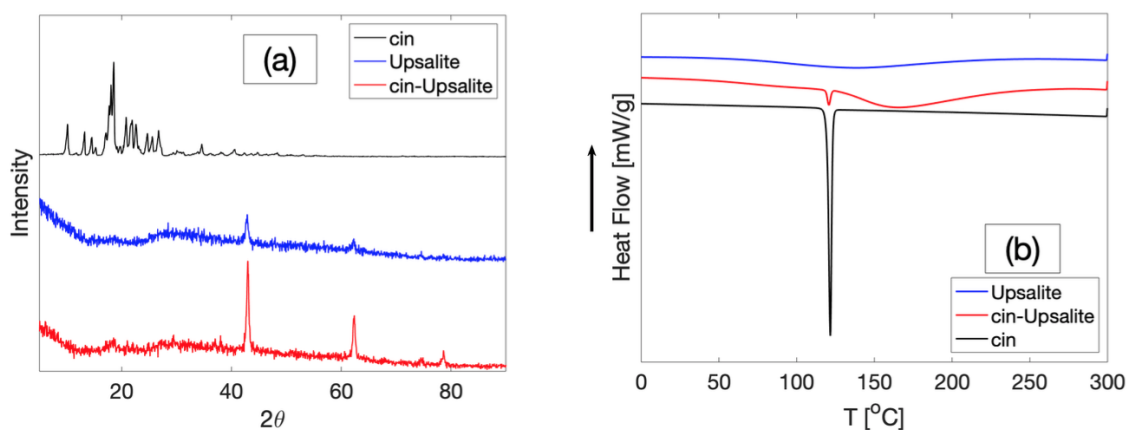 (a)
cin
Upsalite
cin-Upsalite
Intensity
20
40
60
80
2θ
(b)
Upsalite
cin-Upsalite
cin
Heat Flow [mW/g]
0
50
100
150
200
250
300
T [°C]